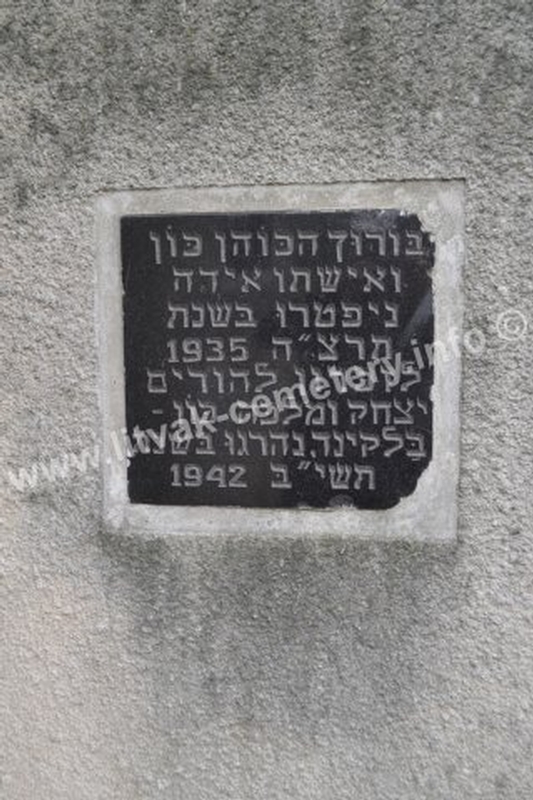 בורוך הכוהן כון
ואישתו אידה
ניפטרו בשנת
תרצ״ה 1935
להורים
יצחק
בלקינד. נהרגו
תשי״ב 1942
www.litvak-cemetery.info ©